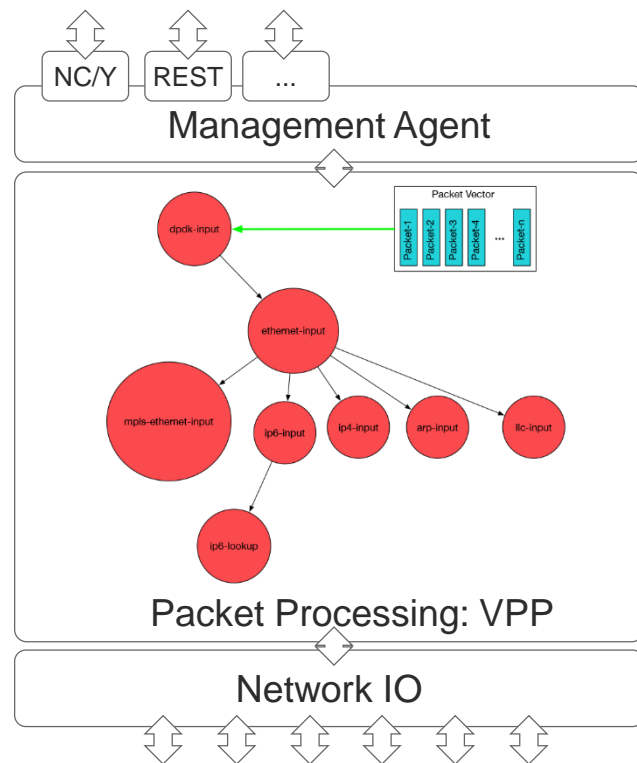 NC/Y
REST
...
Management Agent
Packet Vector
Packet-1
Packet-2
Packet-3
Packet-4
...
Packet-n
dpdk-input
ethernet-input
mpls-ethernet-input
ip6-input
ip4-input
arp-input
llc-input
ip6-lookup
Packet Processing: VPP
Network IO